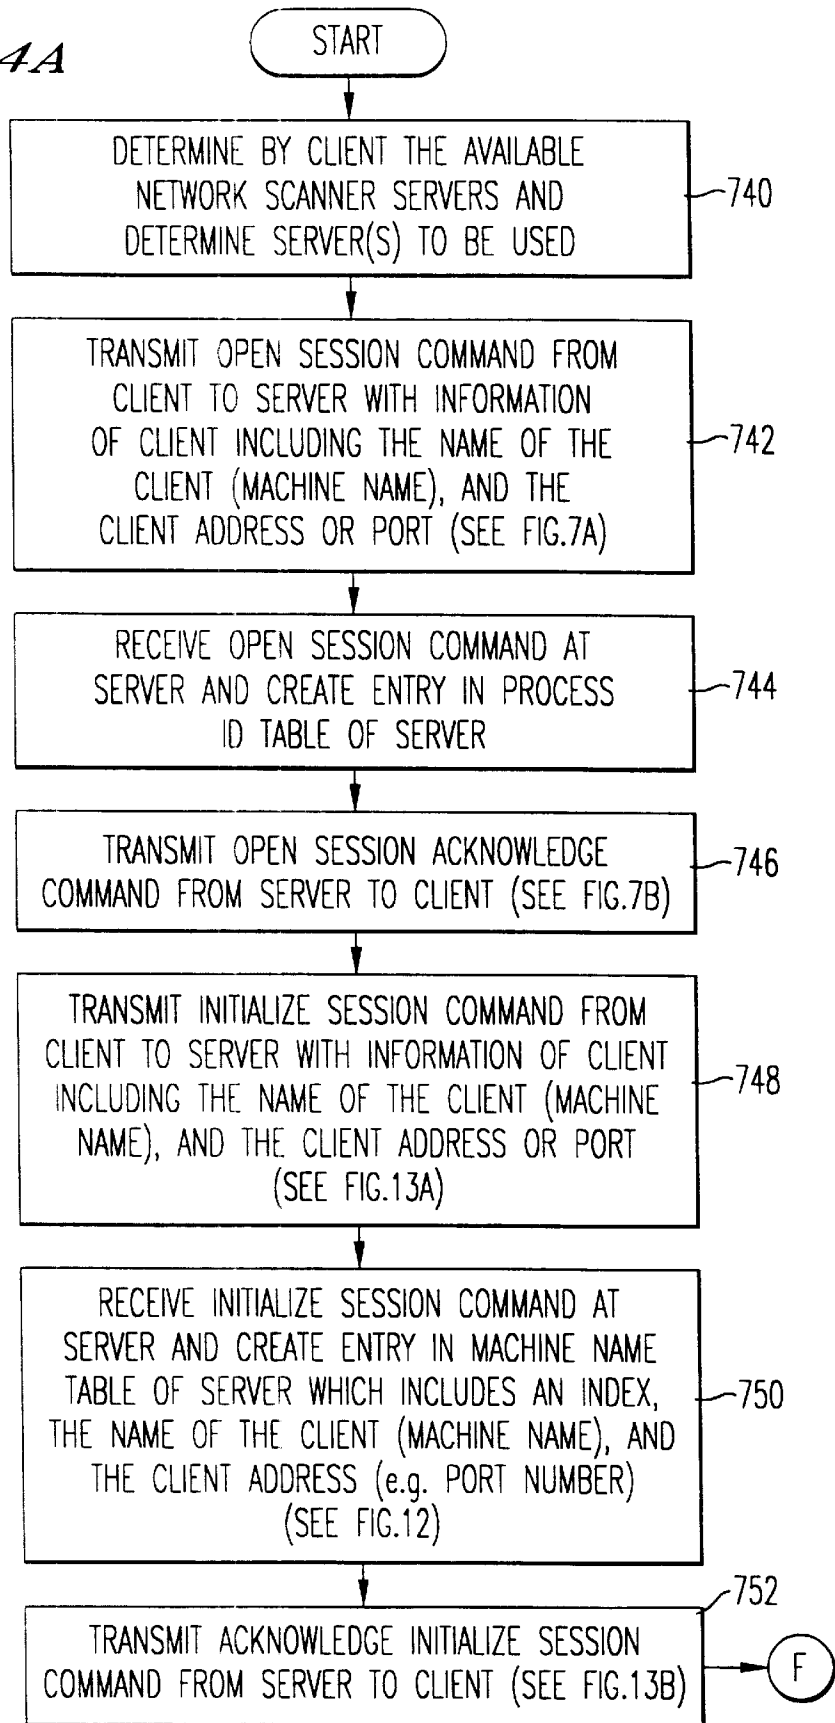 4A
START
DETERMINE BY CLIENT THE AVAILABLE
NETWORK SCANNER SERVERS AND
DETERMINE SERVER(S) TO BE USED
740
TRANSMIT OPEN SESSION COMMAND FROM
CLIENT TO SERVER WITH INFORMATION
OF CLIENT INCLUDING THE NAME OF THE
CLIENT (MACHINE NAME), AND THE
CLIENT ADDRESS OR PORT (SEE FIG.7A)
742
RECEIVE OPEN SESSION COMMAND AT
SERVER AND CREATE ENTRY IN PROCESS
ID TABLE OF SERVER
744
TRANSMIT OPEN SESSION ACKNOWLEDGE
COMMAND FROM SERVER TO CLIENT (SEE FIG.7B)
746
TRANSMIT INITIALIZE SESSION COMMAND FROM
CLIENT TO SERVER WITH INFORMATION OF CLIENT
INCLUDING THE NAME OF THE CLIENT (MACHINE
NAME), AND THE CLIENT ADDRESS OR PORT
(SEE FIG.13A)
748
RECEIVE INITIALIZE SESSION COMMAND AT
SERVER AND CREATE ENTRY IN MACHINE NAME
TABLE OF SERVER WHICH INCLUDES AN INDEX,
THE NAME OF THE CLIENT (MACHINE NAME), AND
THE CLIENT ADDRESS (e.g. PORT NUMBER)
(SEE FIG.12)
750
752
TRANSMIT ACKNOWLEDGE INITIALIZE SESSION
COMMAND FROM SERVER TO CLIENT (SEE FIG.13B)
F